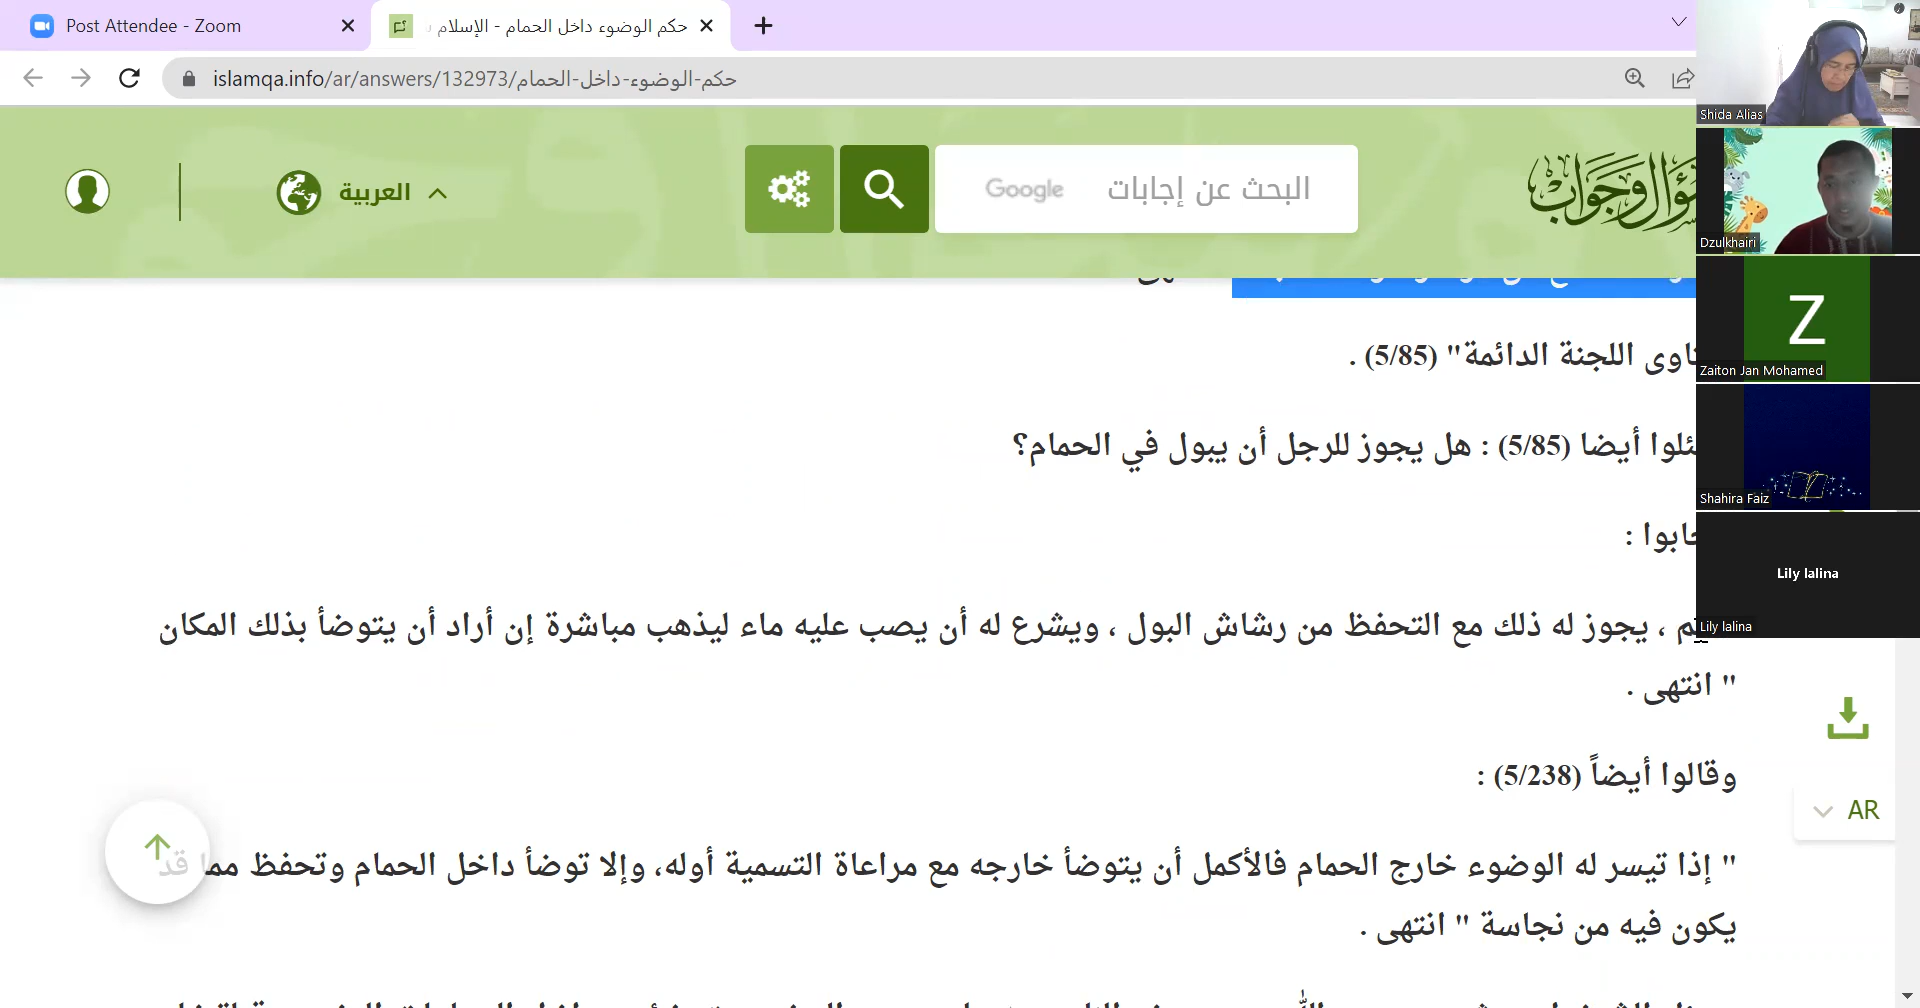 Post Attendee - Zoom
حكم الوضوء داخل الحمام - الإسلام
islamqa.info/ar/answers/132973/حكم-الوضوء-داخل-الحمام
العربية
Google
البحث عن إجابات
اللجنة الدائمة" (5/85) .
أيضا (5/85) : هل يجوز للرجل أن يبول في الحمام؟
:
، يجوز له ذلك مع التحفظ من رشاش البول ، ويشرع له أن يصب عليه ماء ليذهب مباشرة إن أراد أن يتوضأ بذلك المكان
" انتهى .
وقالوا أيضاً (5/238) :
" إذا تيسر له الوضوء خارج الحمام فالأكمل أن يتوضأ خارجه مع مراعاة التسمية أوله، وإلا توضأ داخل الحمام وتحفظ مما قد
يكون فيه من نجاسة " انتهى .
AR
Shida Alias
Dzulkhairi
Z
Zaiton Jan Mohamed
Shahira Faiz
Lily lalina
Lily lalina